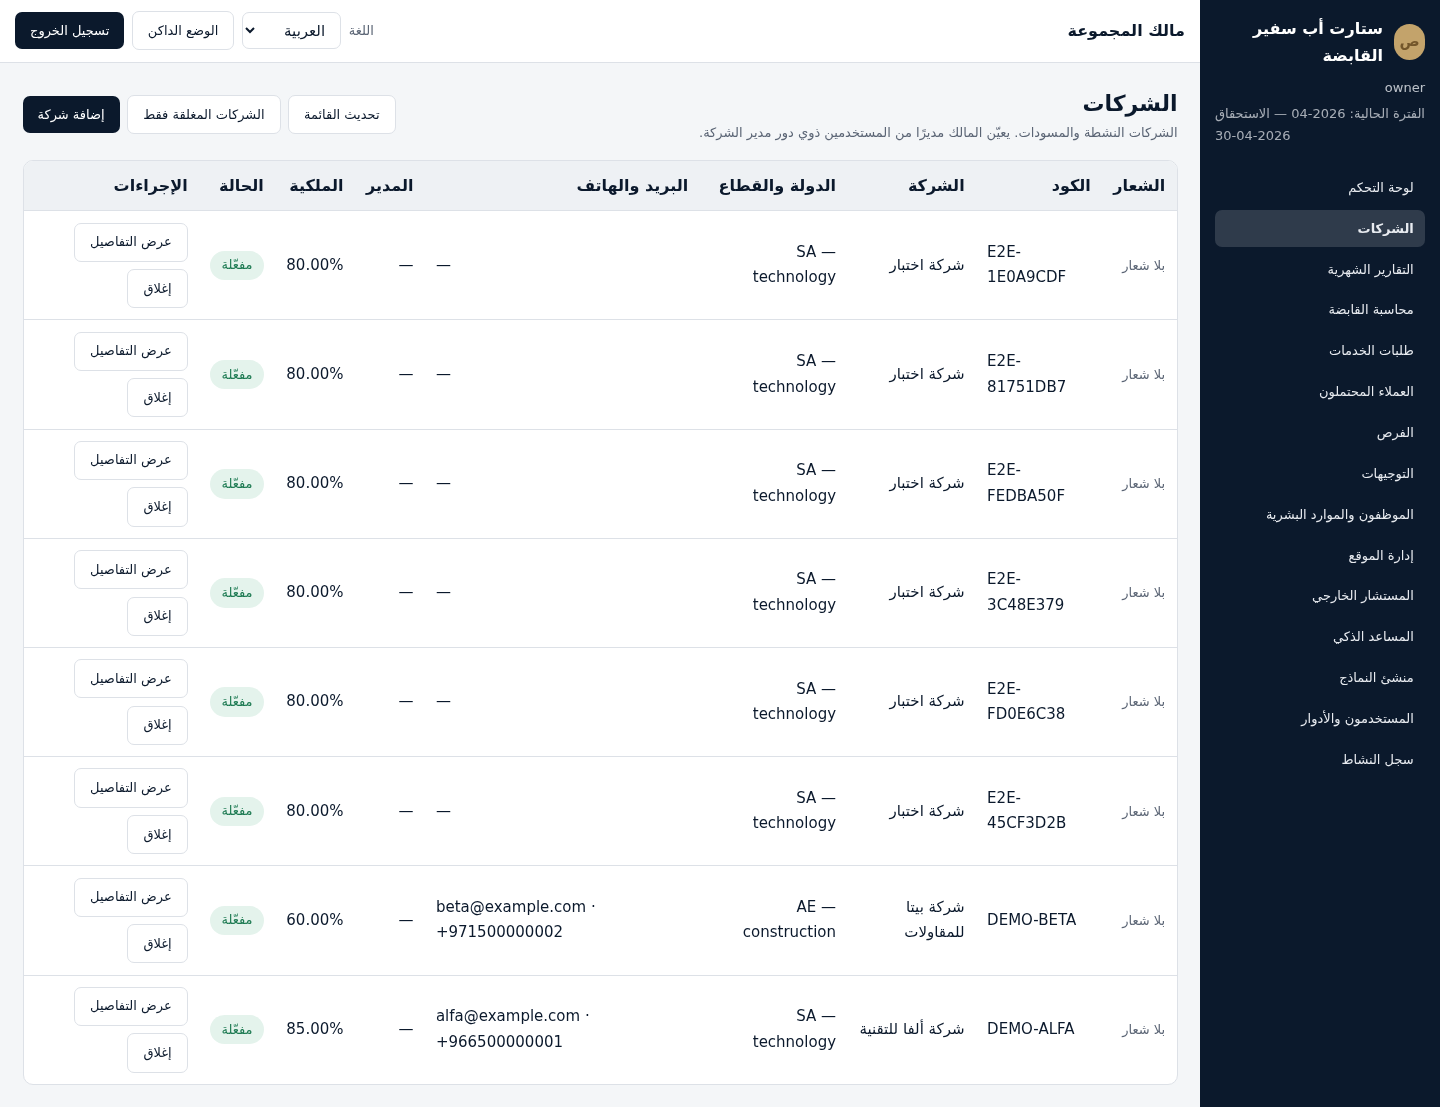 ص
ستارت أب سفير
القابضة
owner
الفترة الحالية: 2026-04 — الاستحقاق
2026-04-30
لوحة التحكم
الشركات
التقارير الشهرية
محاسبة القابضة
طلبات الخدمات
العملاء المحتملون
الفرص
التوجيهات
الموظفون والموارد البشرية
إدارة الموقع
المستشار الخارجي
المساعد الذكي
منشئ النماذج
المستخدمون والأدوار
سجل النشاط
مالك المجموعة
اللغة
العربية
الوضع الداكن
تسجيل الخروج
الشركات
الشركات النشطة والمسودات. يعيّن المالك مديرًا من المستخدمين ذوي دور مدير الشركة.
تحديث القائمة
الشركات المغلقة فقط
إضافة شركة
الشعار الكود الشركة الدولة والقطاع البريد والهاتف المدير الملكية الحالة الإجراءات
بلا شعار
E2E-
1E0A9CDF
شركة اختبار
SA —
technology
—
—
80.00%
مفعّلة
عرض التفاصيل
إغلاق
بلا شعار
E2E-
81751DB7
شركة اختبار
SA —
technology
—
—
80.00%
مفعّلة
عرض التفاصيل
إغلاق
بلا شعار
E2E-
FEDBA50F
شركة اختبار
SA —
technology
—
—
80.00%
مفعّلة
عرض التفاصيل
إغلاق
بلا شعار
E2E-
3C48E379
شركة اختبار
SA —
technology
—
—
80.00%
مفعّلة
عرض التفاصيل
إغلاق
بلا شعار
E2E-
FD0E6C38
شركة اختبار
SA —
technology
—
—
80.00%
مفعّلة
عرض التفاصيل
إغلاق
بلا شعار
E2E-
45CF3D2B
شركة اختبار
SA —
technology
—
—
80.00%
مفعّلة
عرض التفاصيل
إغلاق
بلا شعار
DEMO-BETA
شركة بيتا
للمقاولات
AE —
construction
beta@example.com ·
+971500000002
—
60.00%
مفعّلة
عرض التفاصيل
إغلاق
بلا شعار
DEMO-ALFA
شركة ألفا للتقنية
SA —
technology
alfa@example.com ·
+966500000001
—
85.00%
مفعّلة
عرض التفاصيل
إغلاق